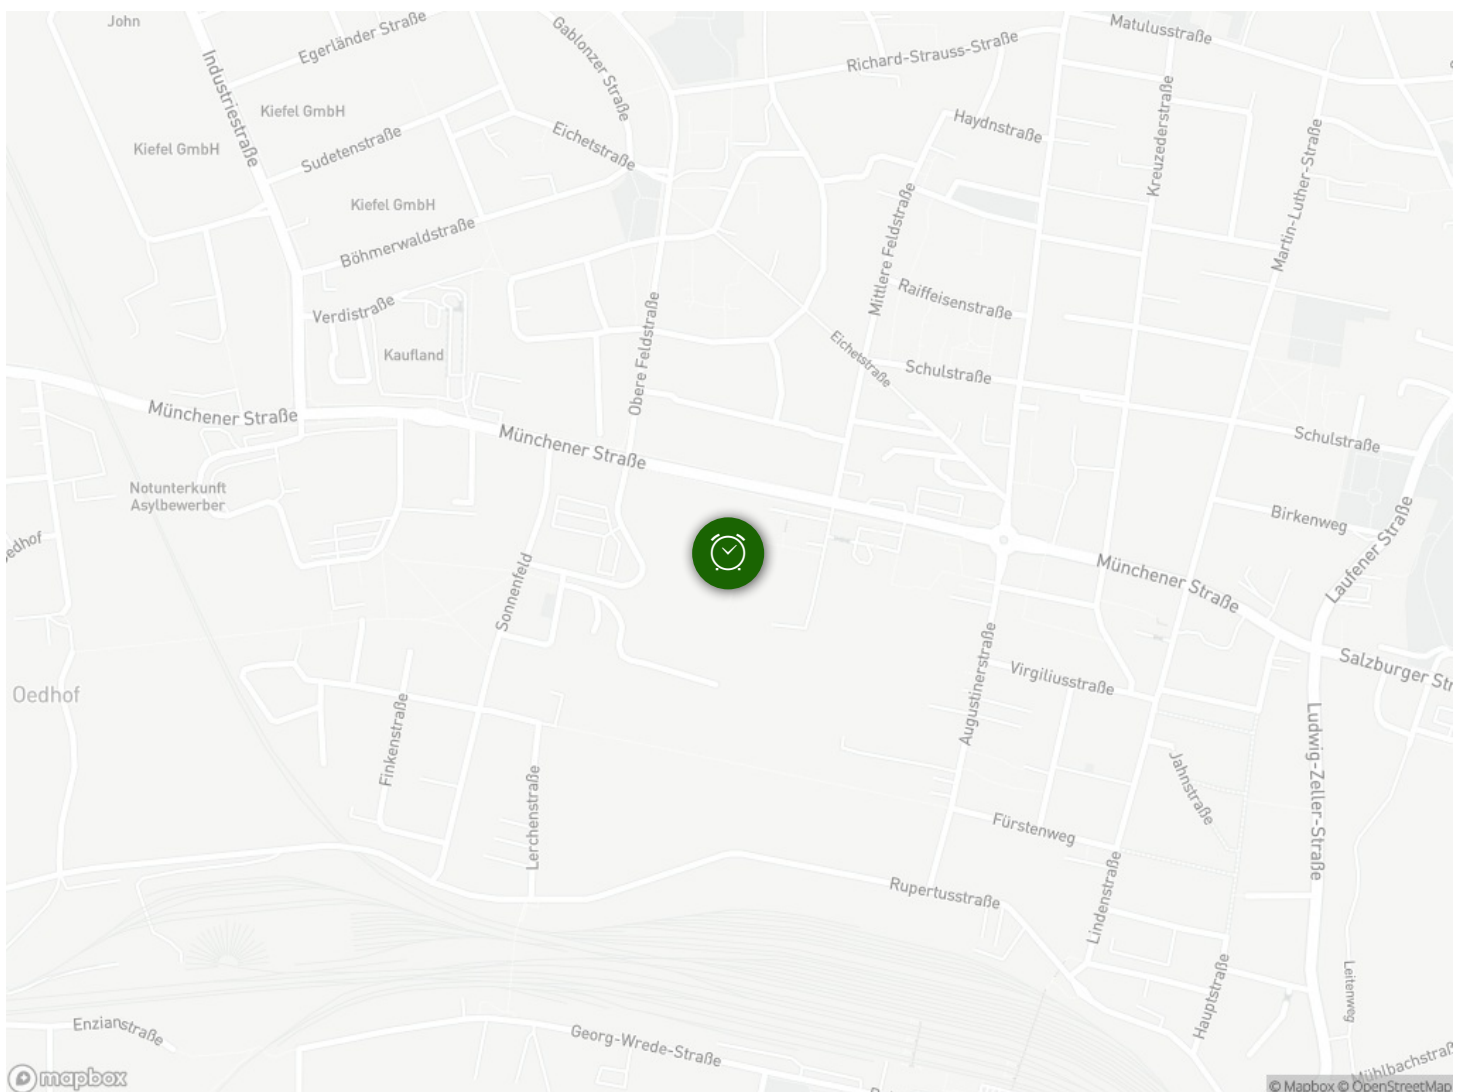 John
Egerländer Straße
Gablonzer Straße
Matulusstraße
Richard-Strauss-Straße
Industriestraße
Kiefel GmbH
Kiefel GmbH
Sudetenstraße
Eichetstraße
Haydnstraße
Kreuzederstraße
Martin-Luther-Straße
Kiefel GmbH
Böhmerwaldstraße
Mittlere Feldstraße
Verdistraße
Raiffeisenstraße
Kaufland
Obere Feldstraße
Eichetstraße
Schulstraße
Münchener Straße
Münchener Straße
Schulstraße
Notunterkunft
Asylbewerber
Birkenweg
Laufener Straße
edhof
Sonnenfeld
Münchener Straße
Oedhof
Augustinerstraße
Virgiliusstraße
Salzburger Str
Finkenstraße
Lerchenstraße
Jahnstraße
Ludwig-Zeller-Straße
Fürstenweg
Rupertusstraße
Lindenstraße
Hauptstraße
Leitenweg
Enzianstraße
Georg-Wrede-Straße
Mühlbachstraß
mapbox
© Mapbox © OpenStreetMap